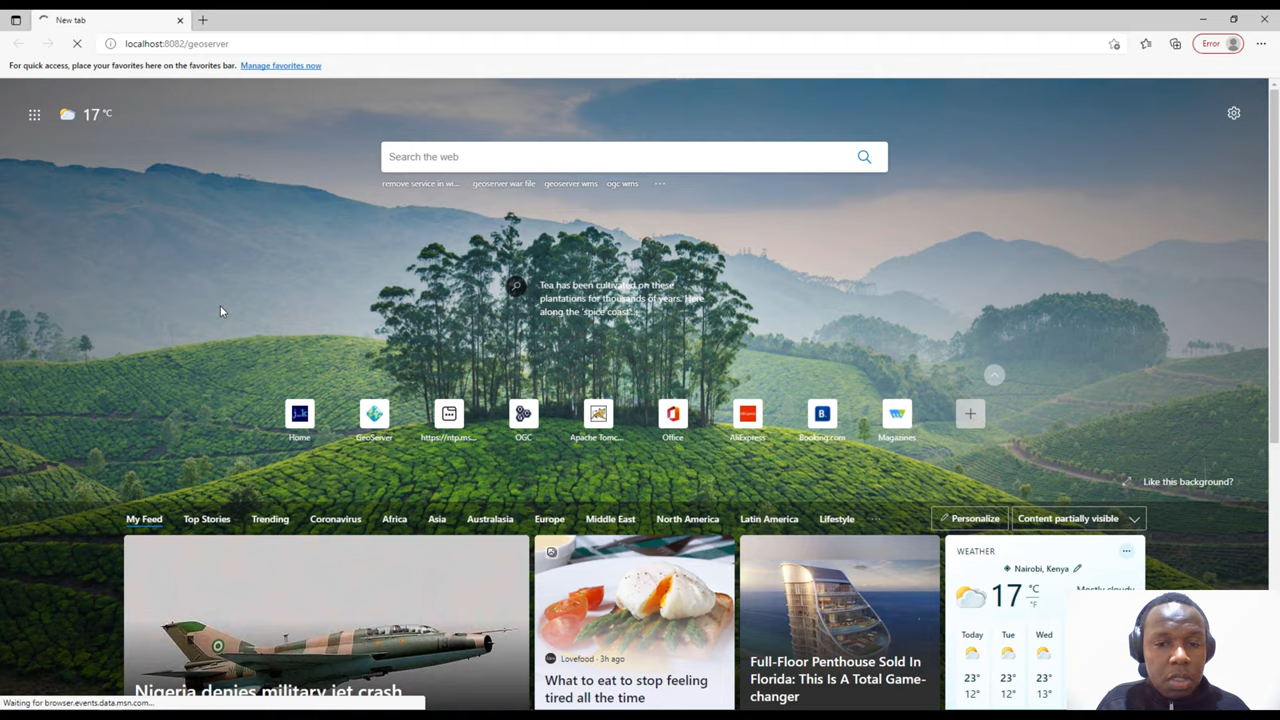 New tab
localhost:8082/geoserver
Error
For quick access, place your favorites here on the favorites bar. Manage favorites now
17 °C
Search the web
remove service in wi... geoserver war file geoserver wms ogc wms ...
Tea has been cultivated on these
plantations for thousands of years. Here
along the 'spice coast'...
Home GeoServer https://ntp.ms... OGC Apache Tomc... Office AliExpress Booking.com Magazines
Like this background?
My Feed Top Stories Trending Coronavirus Africa Asia Australasia Europe Middle East North America Latin America Lifestyle ... Personalize Content partially visible
WEATHER
Nairobi, Kenya
17 °C
°F
Mostly cloudy
Today Tue Wed
23° 23° 23°
12° 12° 13°
Nigeria denies military jet crash
Lovefood · 3h ago
What to eat to stop feeling
tired all the time
Full-Floor Penthouse Sold In
Florida: This Is A Total Game-
changer
Waiting for browser.events.data.msn.com...